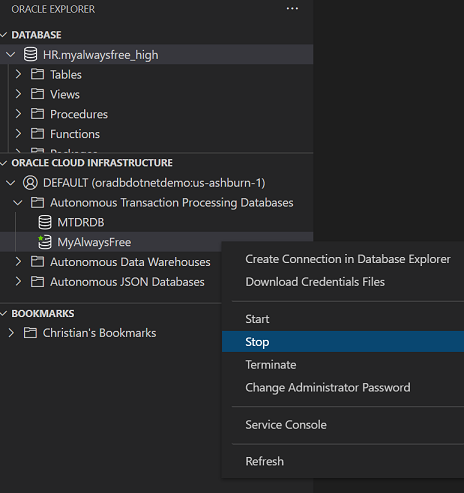 ORACLE EXPLORER
DATABASE
HR.myalwaysfree_high
Tables
Views
Procedures
Functions
Packages
ORACLE CLOUD INFRASTRUCTURE
DEFAULT (oradbdotnetdemo:us-ashburn-1)
Autonomous Transaction Processing Databases
MTDRDB
MyAlwaysFree
Autonomous Data Warehouses
Autonomous JSON Databases
BOOKMARKS
Christian's Bookmarks
Create Connection in Database Explorer
Download Credentials Files
Start
Stop
Terminate
Change Administrator Password
Service Console
Refresh